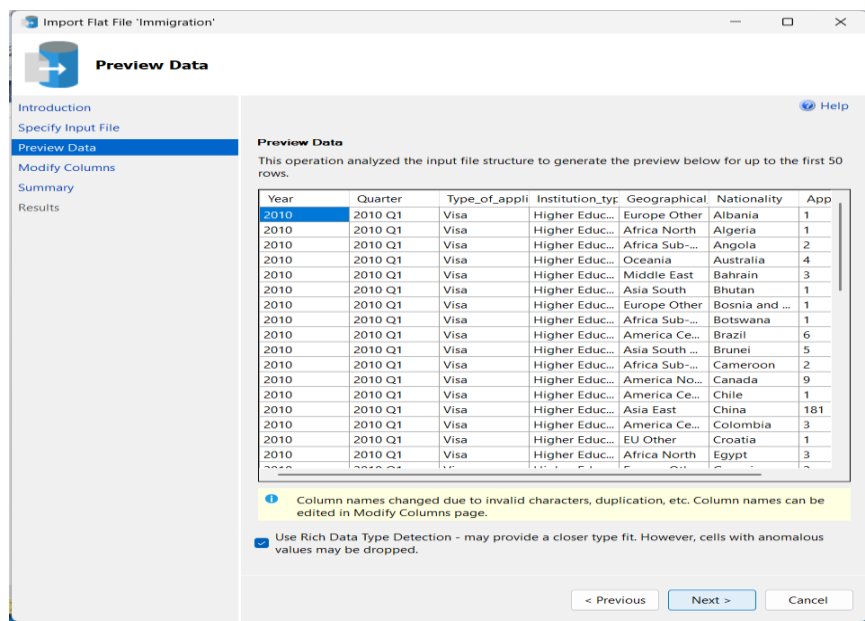 Import Flat File 'Immigration'
Preview Data
Introduction
Specify Input File
Preview Data
Modify Columns
Summary
Results
Help
Preview Data
This operation analyzed the input file structure to generate the preview below for up to the first 50
rows.
Year Quarter Type_of_appli Institution_typ Geographical_ Nationality App
2010 2010 Q1 Visa Higher Educ... Europe Other Albania 1
2010 2010 Q1 Visa Higher Educ... Africa North Algeria 1
2010 2010 Q1 Visa Higher Educ... Africa Sub-... Angola 2
2010 2010 Q1 Visa Higher Educ... Oceania Australia 4
2010 2010 Q1 Visa Higher Educ... Middle East Bahrain 3
2010 2010 Q1 Visa Higher Educ... Asia South Bhutan 1
2010 2010 Q1 Visa Higher Educ... Europe Other Bosnia and ... 1
2010 2010 Q1 Visa Higher Educ... Africa Sub-... Botswana 1
2010 2010 Q1 Visa Higher Educ... America Ce... Brazil 6
2010 2010 Q1 Visa Higher Educ... Asia South ... Brunei 5
2010 2010 Q1 Visa Higher Educ... Africa Sub-... Cameroon 2
2010 2010 Q1 Visa Higher Educ... America No... Canada 9
2010 2010 Q1 Visa Higher Educ... America Ce... Chile 1
2010 2010 Q1 Visa Higher Educ... Asia East China 181
2010 2010 Q1 Visa Higher Educ... America Ce... Colombia 3
2010 2010 Q1 Visa Higher Educ... EU Other Croatia 1
2010 2010 Q1 Visa Higher Educ... Africa North Egypt 3
Column names changed due to invalid characters, duplication, etc. Column names can be
edited in Modify Columns page.
Use Rich Data Type Detection - may provide a closer type fit. However, cells with anomalous
values may be dropped.
< Previous Next > Cancel